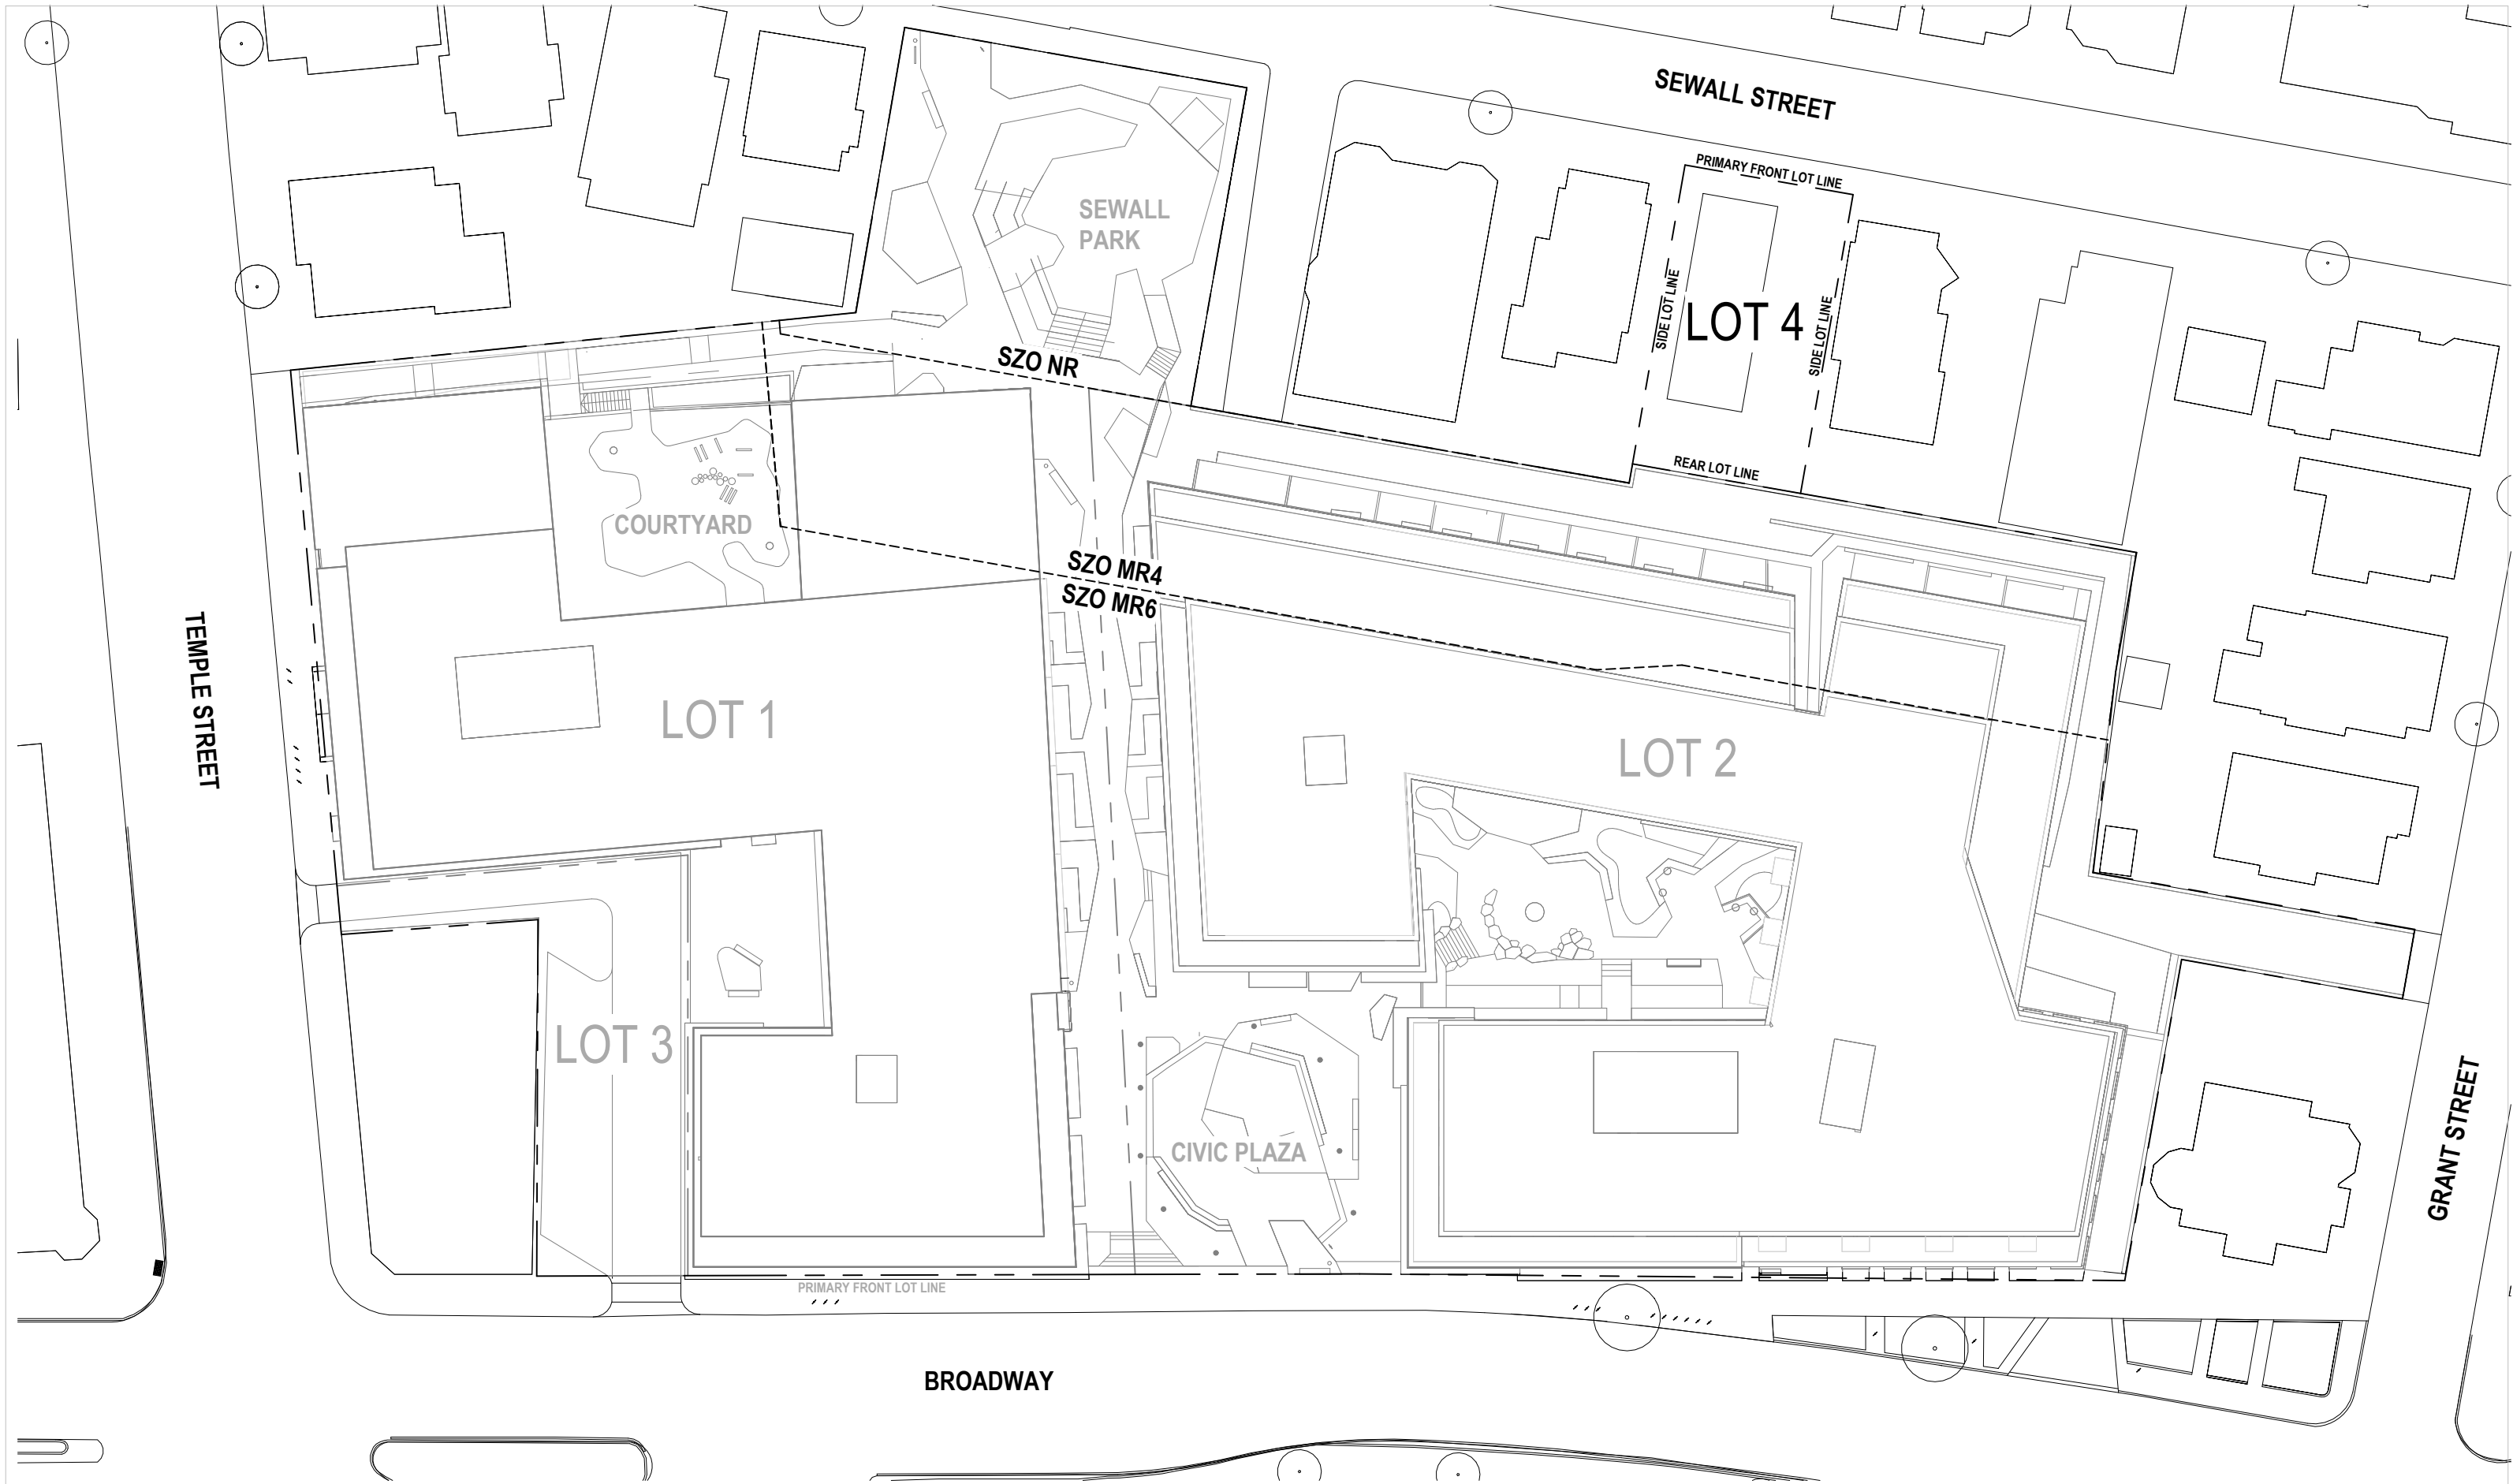 SEWALL STREET
PRIMARY FRONT LOT LINE
SEWALL
PARK
SIDE LOT LINE
LOT 4
SIDE LOT LINE
SZO NR
REAR LOT LINE
COURTYARD
SZO MR4
SZO MR6
TEMPLE STREET
LOT 1
LOT 2
LOT 3
CIVIC PLAZA
GRANT STREET
PRIMARY FRONT LOT LINE
BROADWAY